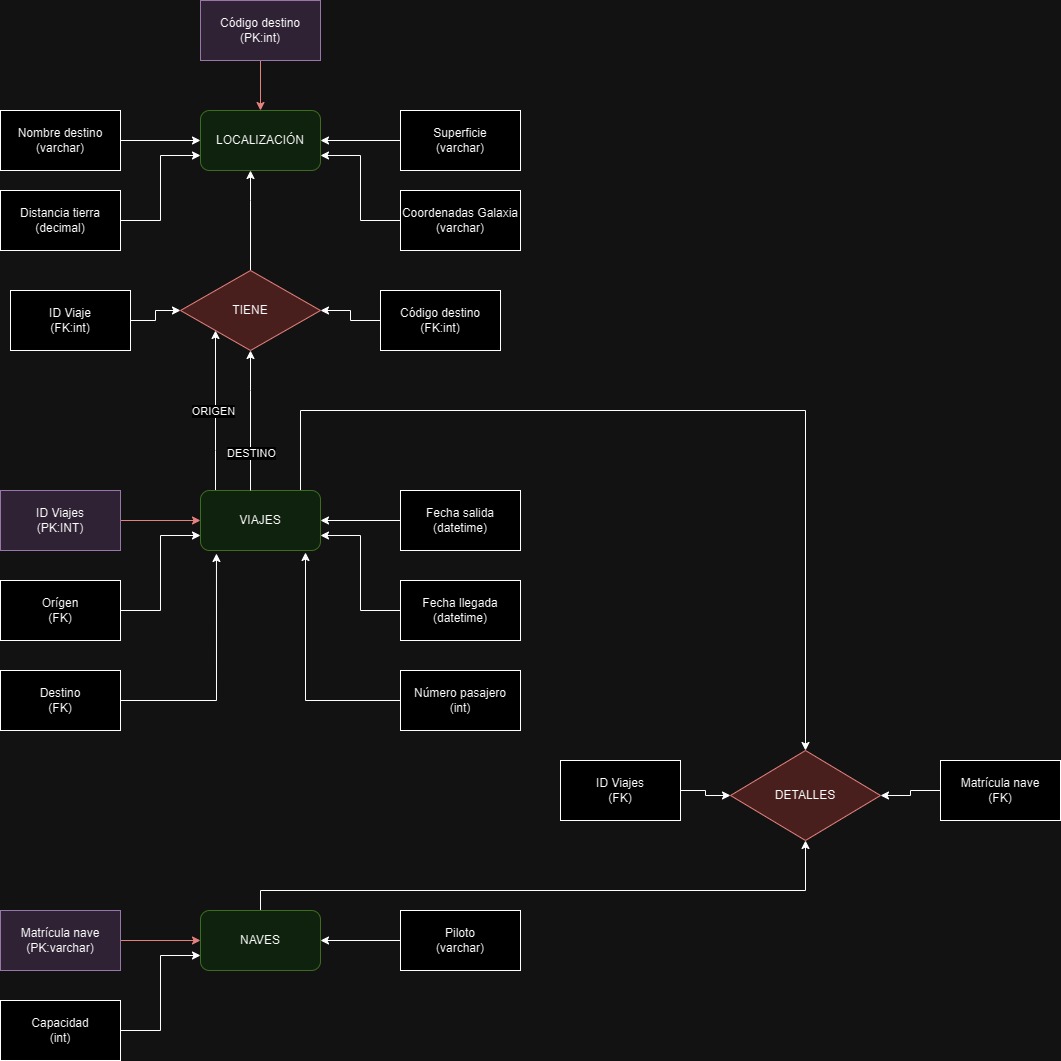 Código destino
(PK:int)
Nombre destino
(varchar)
LOCALIZACIÓN
Superficie
(varchar)
Distancia tierra
(decimal)
Coordenadas Galaxia
(varchar)
ID Viaje
(FK:int)
TIENE
Código destino
(FK:int)
ORIGEN
DESTINO
ID Viajes
(PK:INT)
VIAJES
Fecha salida
(datetime)
Orígen
(FK)
Fecha llegada
(datetime)
Destino
(FK)
Número pasajero
(int)
ID Viajes
(FK)
DETALLES
Matrícula nave
(FK)
Matrícula nave
(PK:varchar)
NAVES
Piloto
(varchar)
Capacidad
(int)